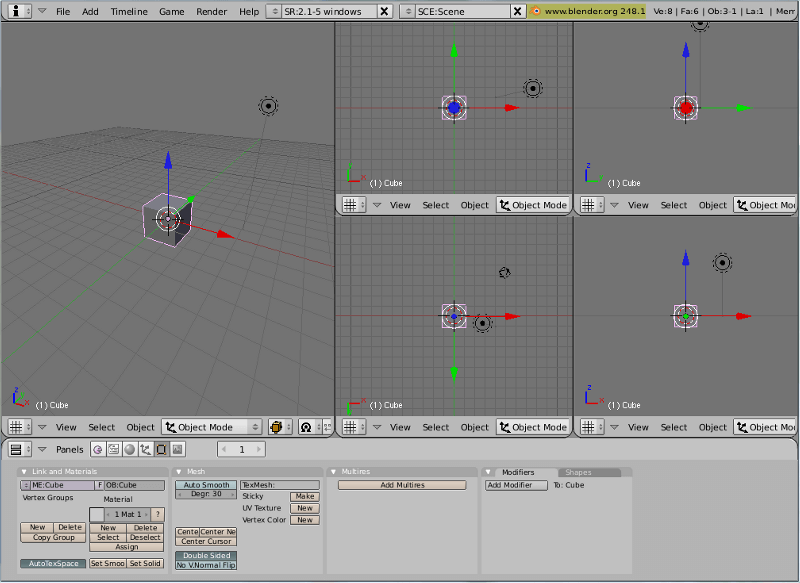 File Add Timeline Game Render Help SR:2.1-5 windows SCE:Scene www.blender.org 248.1 Ve:8 | Fa:6 | Ob:3-1 | La:1 | Mem
(1) Cube
(1) Cube
View Select Object Object Mode
View Select Object Object Mo
z
x
(1) Cube
(1) Cube
z
x
(1) Cube
View Select Object Object Mode
View Select Object Object Mode
View Select Object Object Mo
Panels 1
Link and Materials
ME:Cube F OB:Cube
Vertex Groups
Material
1 Mat 1 ?
New Delete New Delete
Copy Group Select Deselect
Assign
AutoTexSpace Set Smoo Set Solid
Mesh
Auto Smooth
Degr: 30
TexMesh:
Sticky Make
UV Texture New
Vertex Color New
Cente Center Ne
Center Cursor
Double Sided
No V.Normal Flip
Multires
Add Multires
Modifiers Shapes
Add Modifier To: Cube